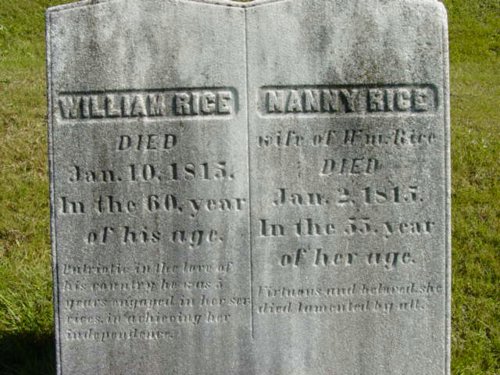 WILLIAM RICE
DIED
Jan. 10, 1815.
In the 60. year
of his age.
Patriotic in the love of
his country he was 5
years engaged in her ser
vices, in achieving her
independence.
NANNY RICE
wife of Wm. Rice
DIED
Jan. 2, 1815.
In the 55. year
of her age.
Virtuous and beloved, she
died lamented by all.